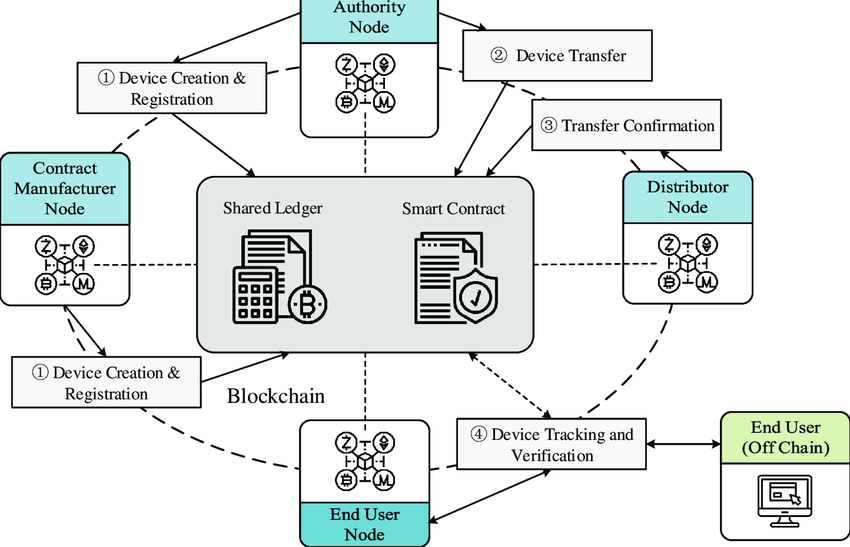 Authority
Node
① Device Creation &
Registration
② Device Transfer
③ Transfer Confirmation
Contract
Manufacturer
Node
Distributor
Node
Shared Ledger
Smart Contract
① Device Creation &
Registration
Blockchain
④ Device Tracking and
Verification
End User
(Off Chain)
End User
Node